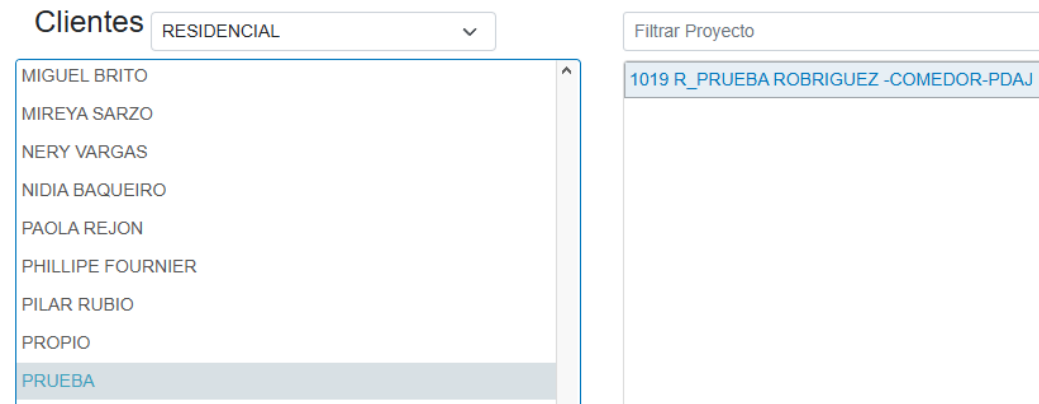 Clientes RESIDENCIAL
MIGUEL BRITO
MIREYA SARZO
NERY VARGAS
NIDIA BAQUEIRO
PAOLA REJON
PHILLIPE FOURNIER
PILAR RUBIO
PROPIO
PRUEBA
Filtrar Proyecto
1019 R_PRUEBA ROBRIGUEZ -COMEDOR-PDAJ